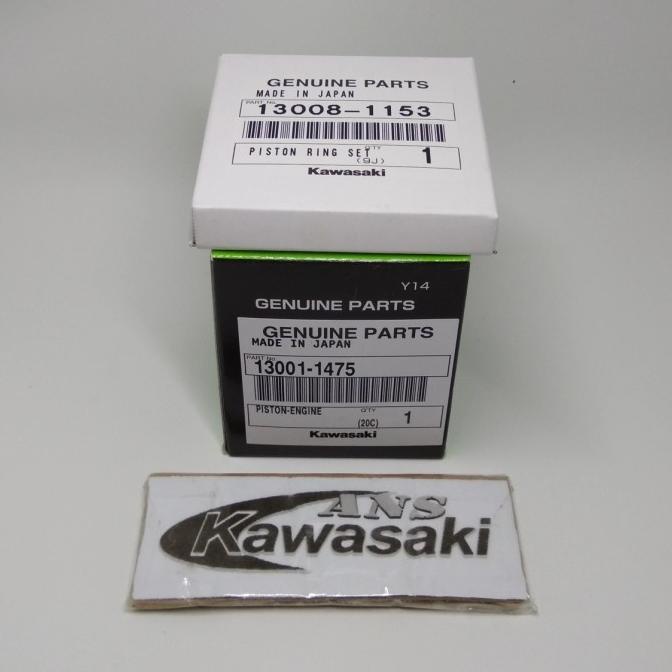 GENUINE PARTS
MADE IN JAPAN
PART No.
13008-1153
PISTON RING SET QTY 1
(9J)
Kawasaki
Y14
GENUINE PARTS
GENUINE PARTS
MADE IN JAPAN
PART No.
13001-1475
PISTON-ENGINE QTY
(20C) 1
Kawasaki
ANS
Kawasaki